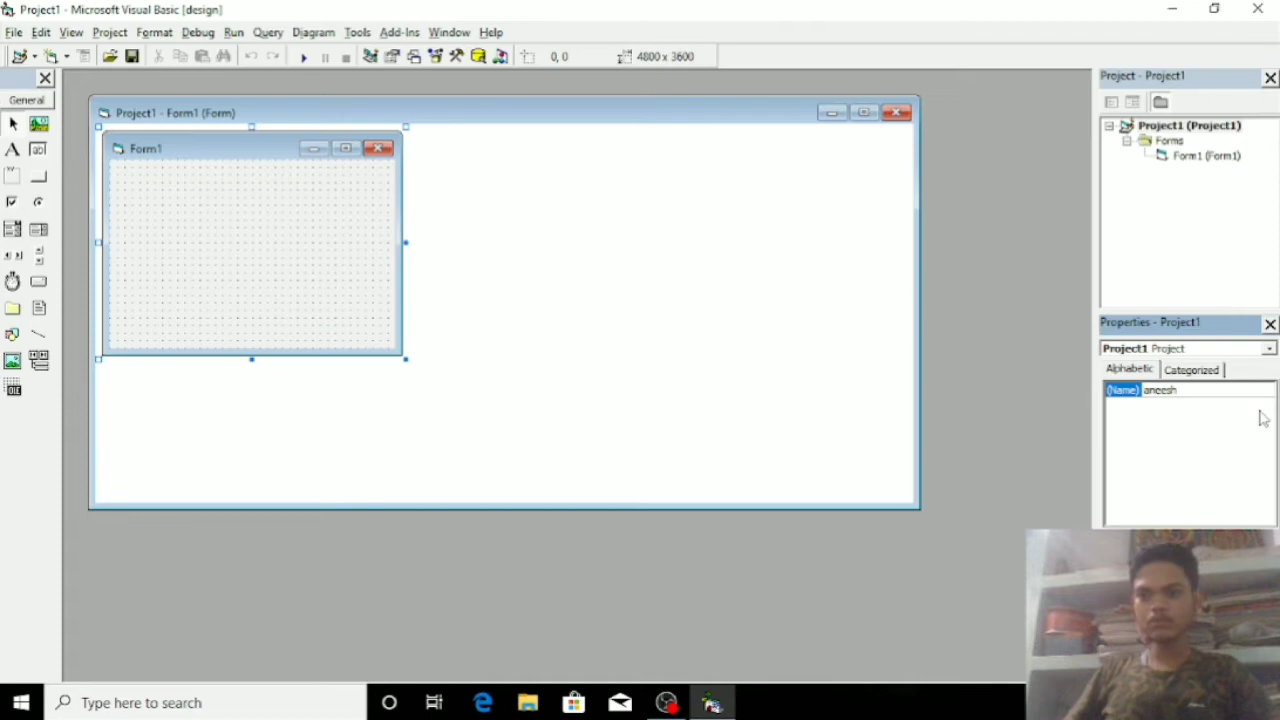 Project1 - Microsoft Visual Basic [design]
File Edit View Project Format Debug Run Query Diagram Tools Add-Ins Window Help
0, 0 4800 x 3600
General
Project1 - Form1 (Form)
Form1
Project - Project1
Project1 (Project1)
Forms
Form1 (Form1)
Properties - Project1
Project1 Project
Alphabetic Categorized
(Name) aneesh
Type here to search